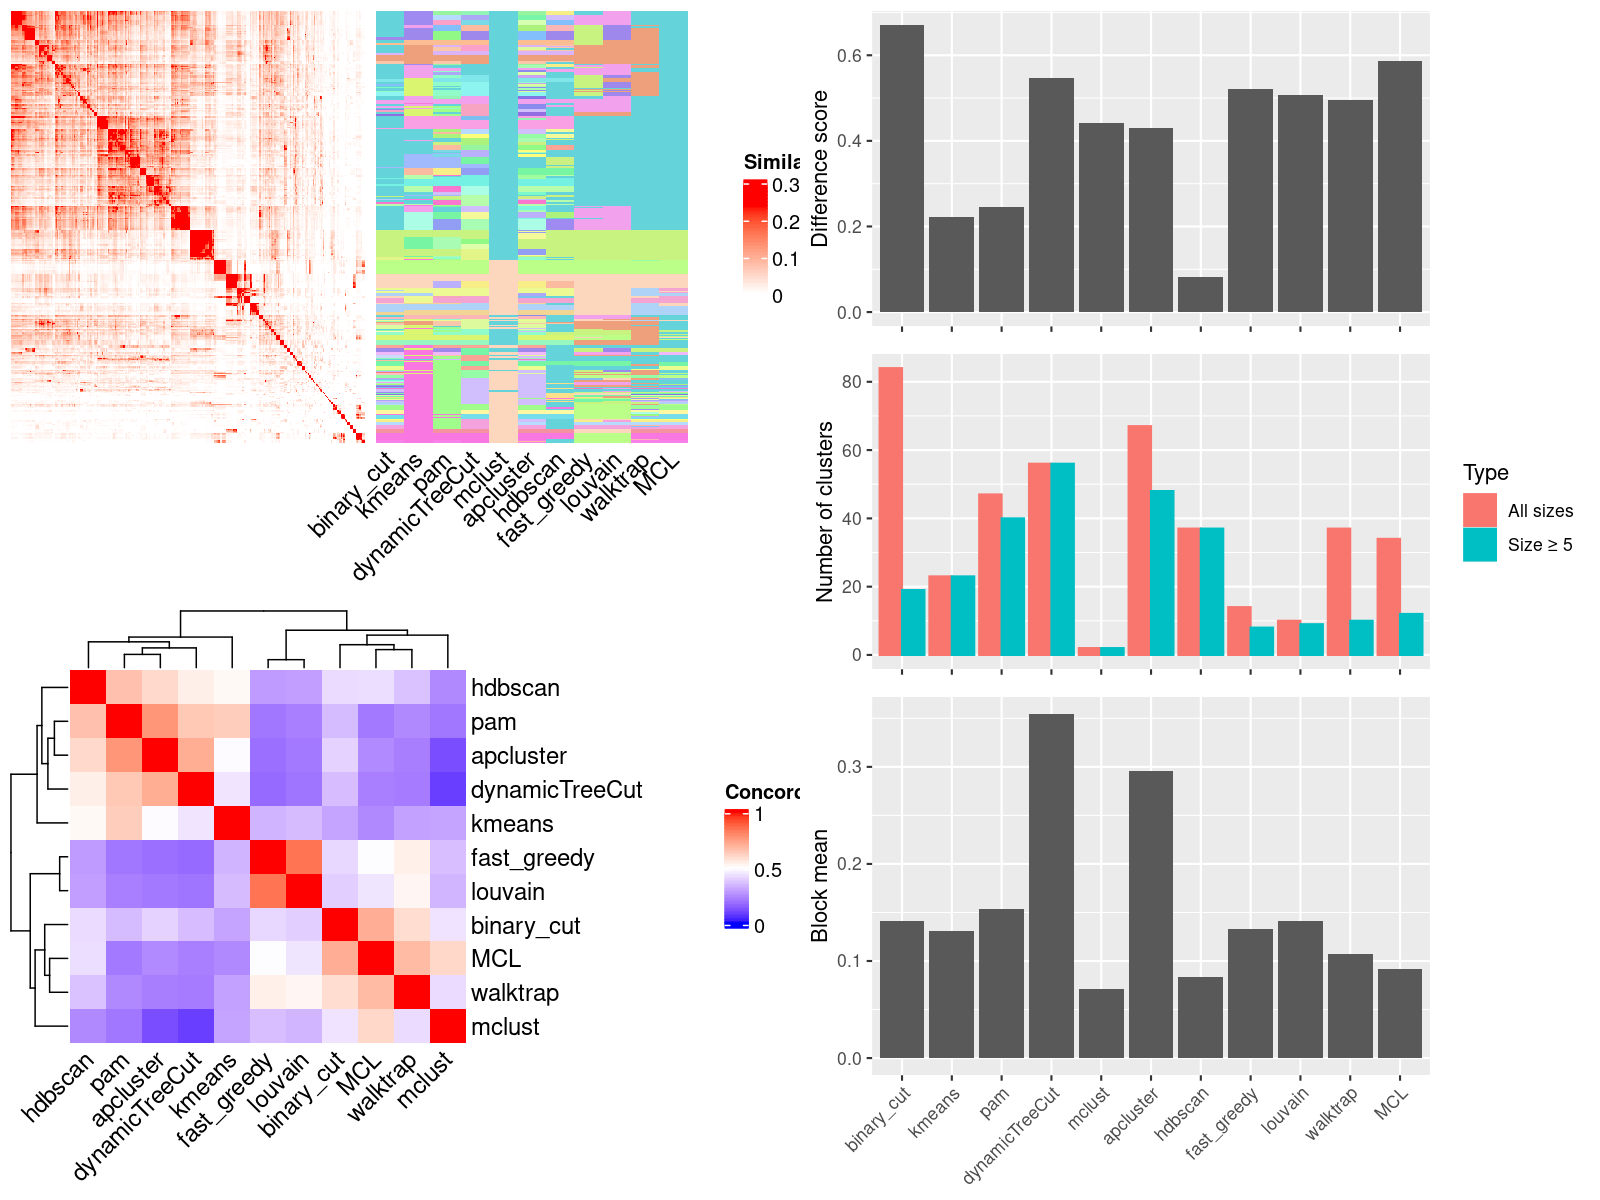 Simila
0.3
0.2
0.1
0
binary_cut
kmeans
pam
dynamicTreeCut
mclust
apcluster
hdbscan
fast_greedy
louvain
walktrap
MCL
hdbscan
pam
apcluster
dynamicTreeCut
kmeans
fast_greedy
louvain
binary_cut
MCL
walktrap
mclust
hdbscan
pam
apcluster
dynamicTreeCut
kmeans
fast_greedy
louvain
binary_cut
MCL
walktrap
mclust
Concord
1
0.5
0
Difference score
0.6
0.4
0.2
0.0
Number of clusters
80
60
40
20
0
Type
All sizes
Size ≥ 5
Block mean
0.3
0.2
0.1
0.0
binary_cut
kmeans
pam
dynamicTreeCut
mclust
apcluster
hdbscan
fast_greedy
louvain
walktrap
MCL